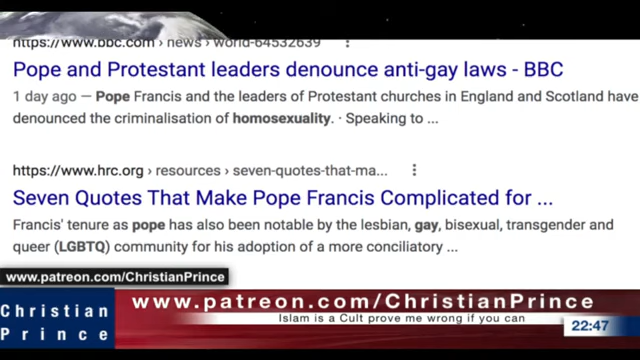 https://www.bbc.com › news › world-64532639
Pope and Protestant leaders denounce anti-gay laws - BBC
1 day ago — Pope Francis and the leaders of Protestant churches in England and Scotland have
denounced the criminalisation of homosexuality. · Speaking to ...
https://www.hrc.org › resources › seven-quotes-that-ma...
Seven Quotes That Make Pope Francis Complicated for ...
Francis' tenure as pope has also been notable by the lesbian, gay, bisexual, transgender and
queer (LGBTQ) community for his adoption of a more conciliatory ...
www.patreon.com/ChristianPrince
Christian
Prince
www.patreon.com/ChristianPrince
Islam is a Cult prove me wrong if you can
22:47